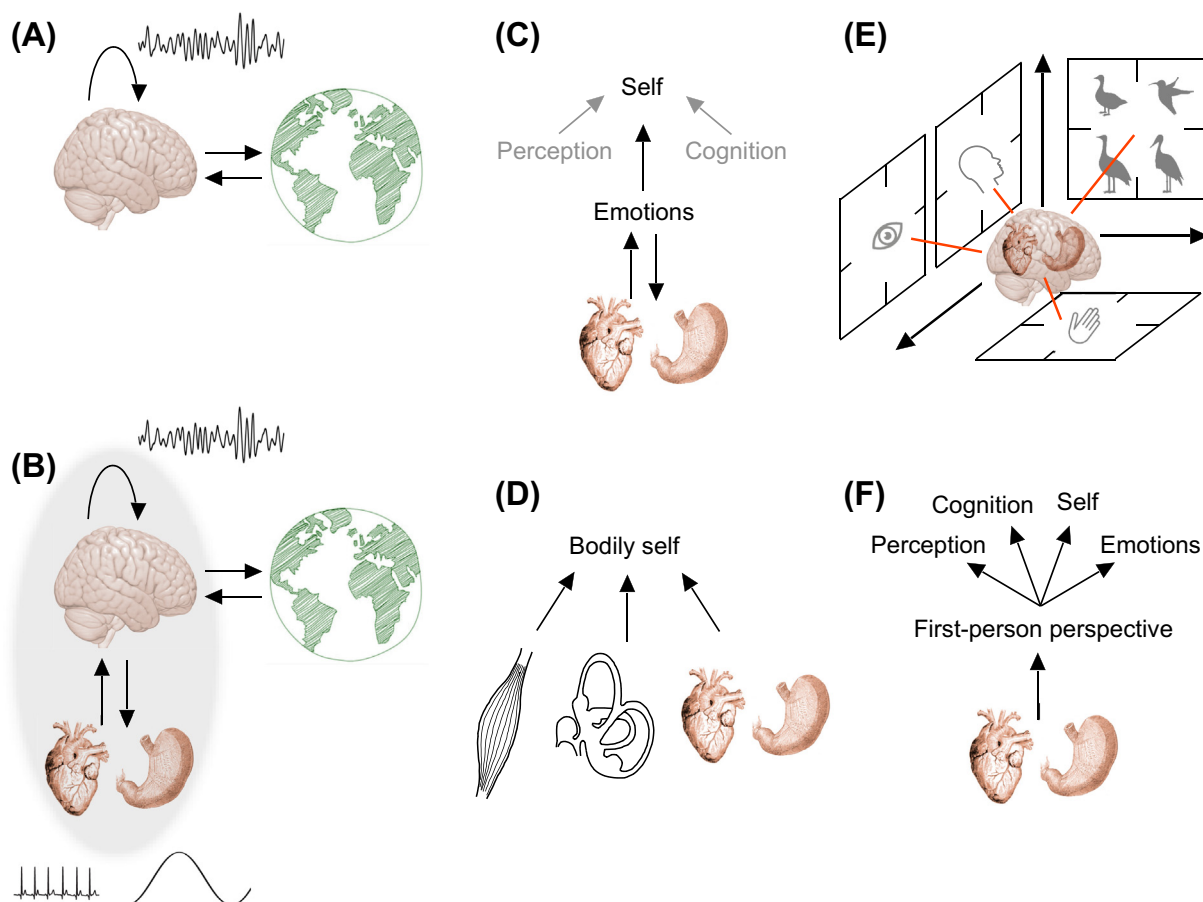 (A)
(B)
(C)
Self
Perception
Cognition
Emotions
(D)
Bodily self
(E)
(F)
Cognition
Self
Perception
Emotions
First-person perspective